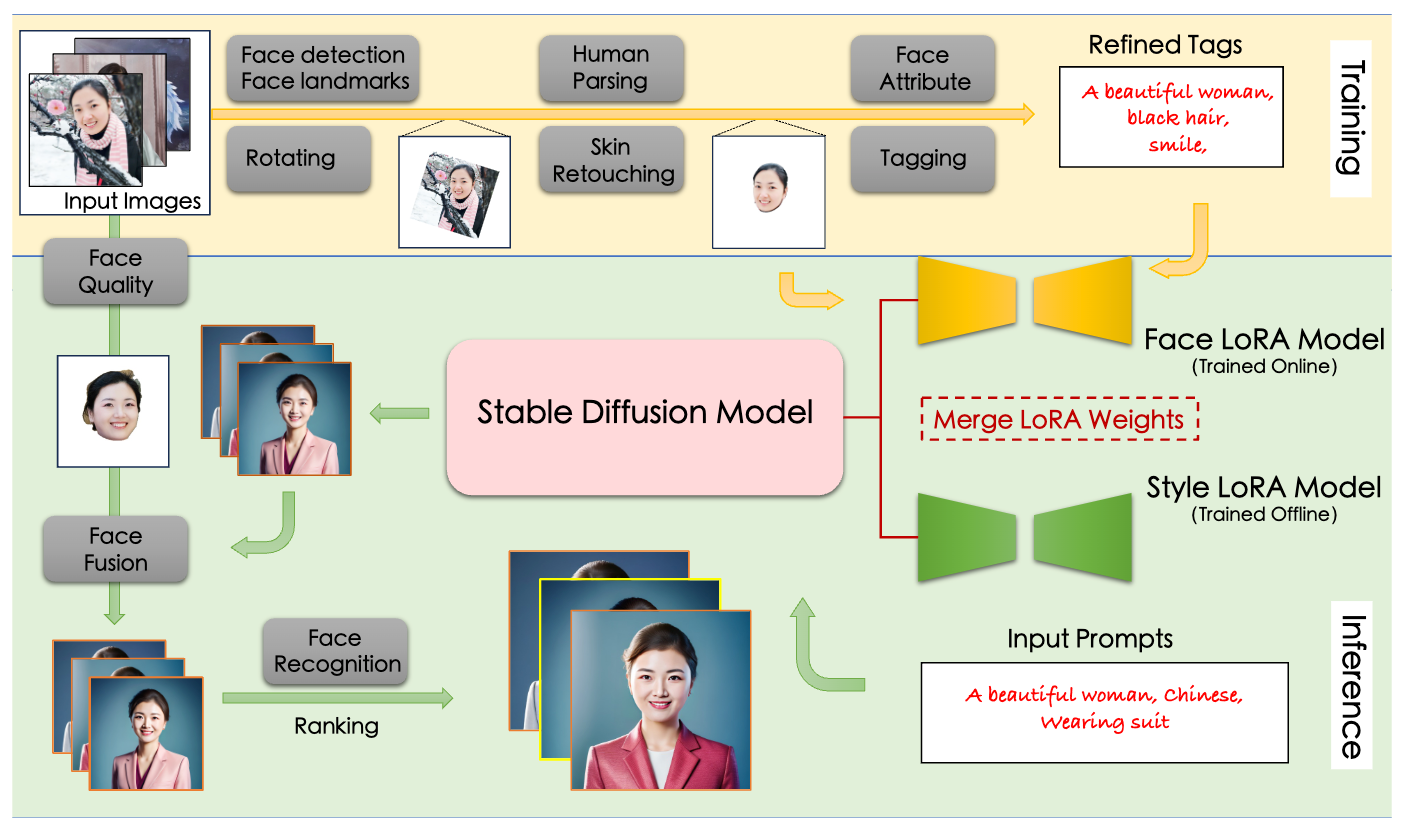 Face detection
Face landmarks
Human
Parsing
Face
Attribute
Refined Tags
A beautiful woman,
black hair,
smile,
Training
Rotating
Skin
Retouching
Tagging
Input Images
Face
Quality
Face LoRA Model
(Trained Online)
Stable Diffusion Model
Merge LoRA Weights
Style LoRA Model
(Trained Offline)
Face
Fusion
Face
Recognition
Ranking
Input Prompts
A beautiful woman, Chinese,
Wearing suit
Inference